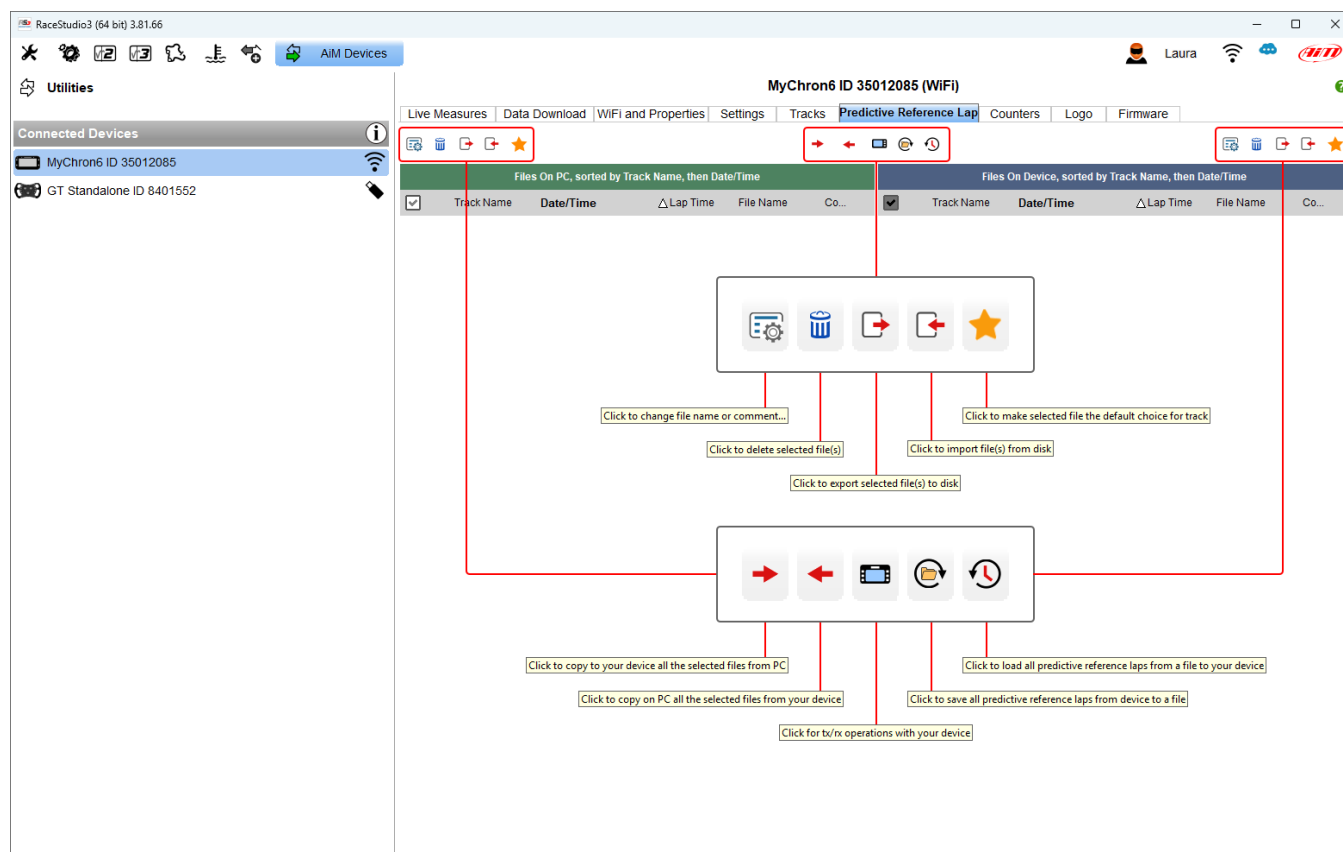 RaceStudio3 (64 bit) 3.81.66
AiM Devices
Laura
AiM
Utilities
MyChron6 ID 35012085 (WiFi)
?
Live Measures Data Download WiFi and Properties Settings Tracks Predictive Reference Lap Counters Logo Firmware
Connected Devices
i
MyChron6 ID 35012085
GT Standalone ID 8401552
Files On PC, sorted by Track Name, then Date/Time
Files On Device, sorted by Track Name, then Date/Time
Track Name Date/Time Lap Time File Name Co...
Track Name Date/Time Lap Time File Name Co...
Click to change file name or comment...
Click to make selected file the default choice for track
Click to delete selected file(s)
Click to import file(s) from disk
Click to export selected file(s) to disk
Click to copy to your device all the selected files from PC
Click to load all predictive reference laps from a file to your device
Click to copy on PC all the selected files from your device
Click to save all predictive reference laps from device to a file
Click for tx/rx operations with your device